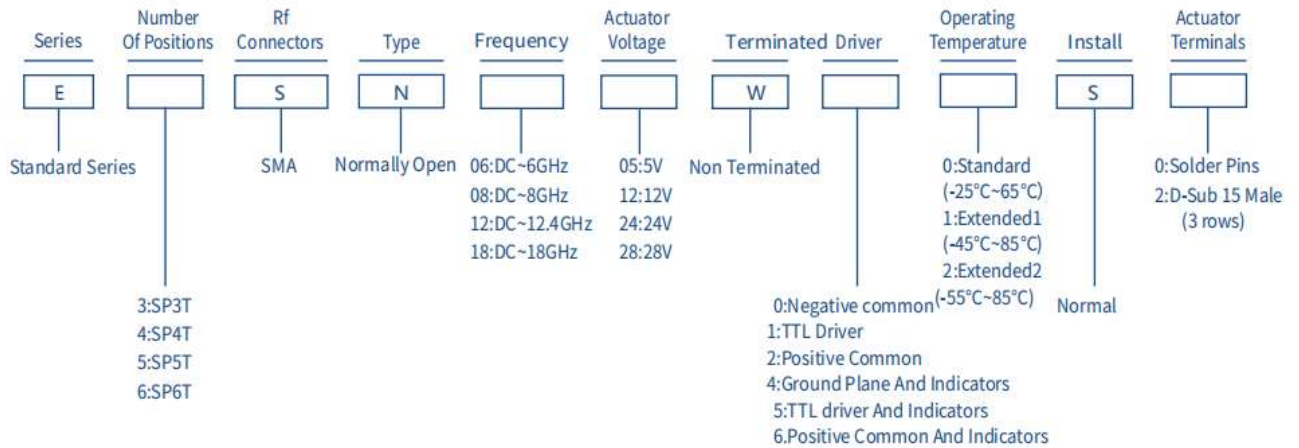 Number Rf Actuator Operating Actuator
Series Of Positions Connectors Type Frequency Voltage Terminated Driver Temperature Install Terminals
E S N W S
Standard Series SMA Normally Open 06:DC~6GHz 05:5V Non Terminated 0:Standard 0:Solder Pins
08:DC~8GHz 12:12V (-25°C~65°C) 2:D-Sub 15 Male
12:DC~12.4GHz 24:24V 1:Extended1 (3 rows)
18:DC~18GHz 28:28V (-45°C~85°C)
2:Extended2
3:SP3T 0:Negative common (-55°C~85°C) Normal
4:SP4T 1:TTL Driver
5:SP5T 2:Positive Common
6:SP6T 4:Ground Plane And Indicators
5:TTL driver And Indicators
6.Positive Common And Indicators